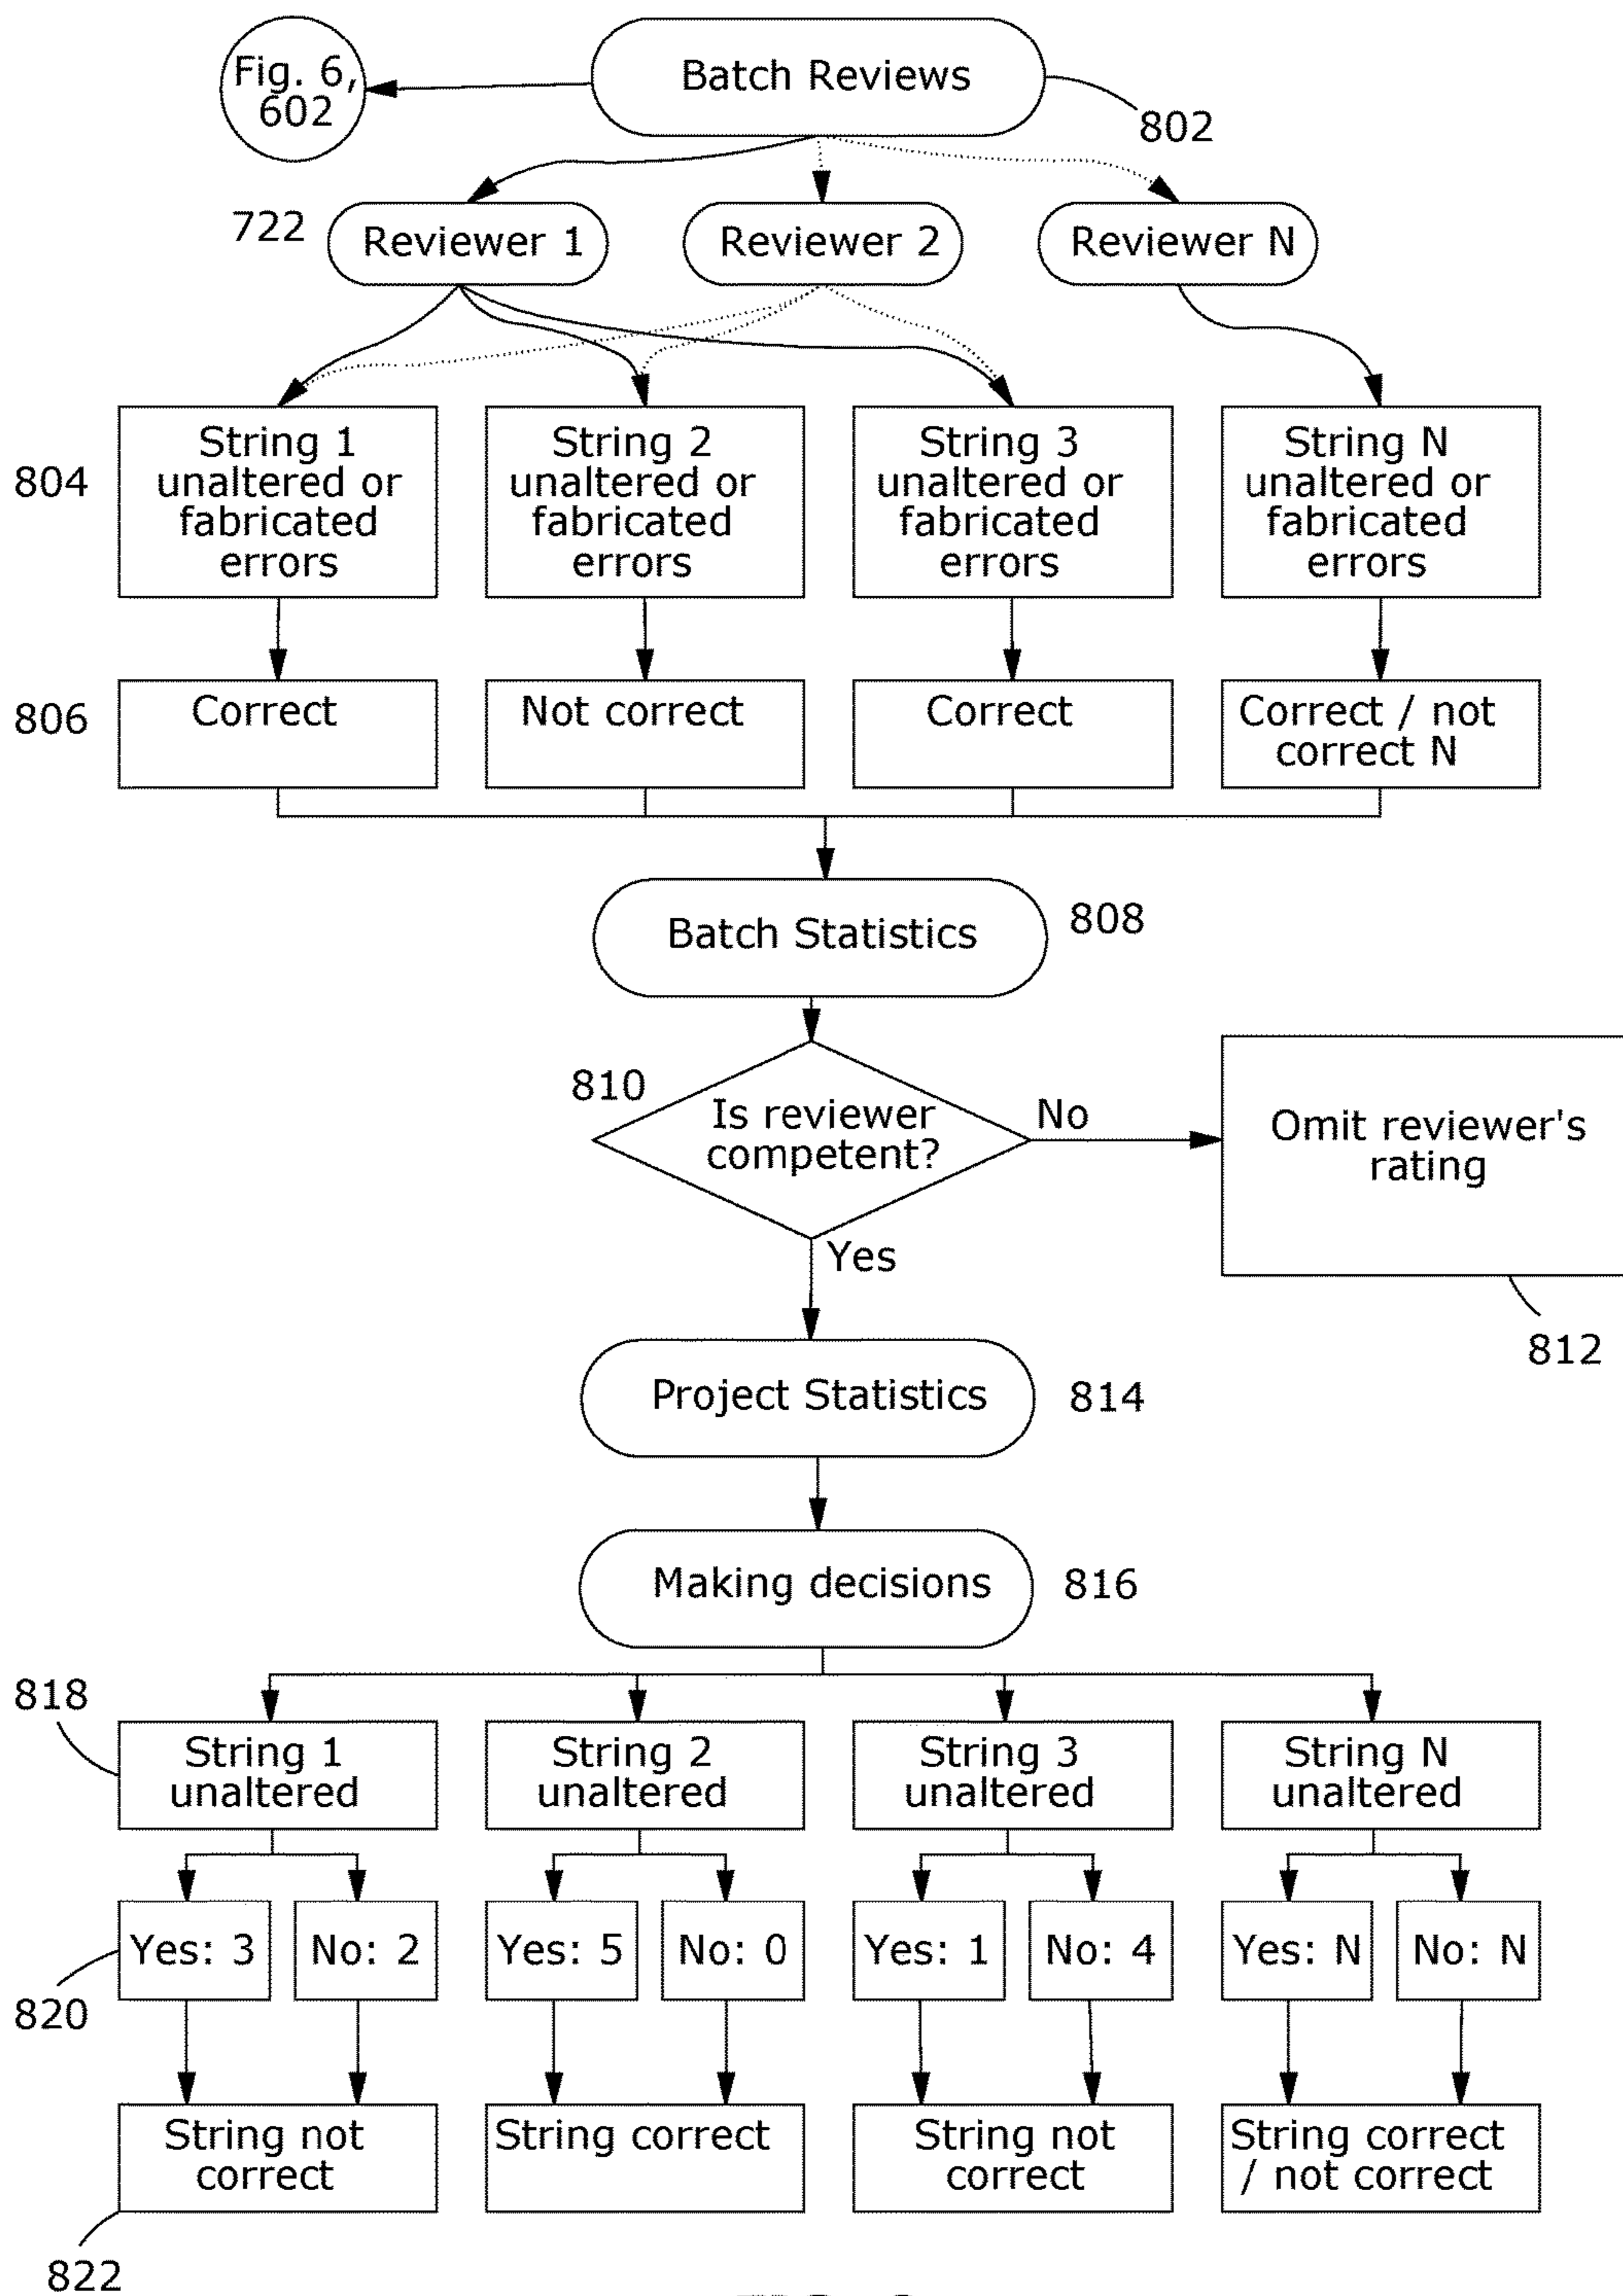 Fig. 6,
602
Batch Reviews
802
722
Reviewer 1
Reviewer 2
Reviewer N
804
String 1
unaltered or
fabricated
errors
String 2
unaltered or
fabricated
errors
String 3
unaltered or
fabricated
errors
String N
unaltered or
fabricated
errors
806
Correct
Not correct
Correct
Correct / not
correct N
Batch Statistics
808
810
Is reviewer
competent?
No
Omit reviewer's
rating
812
Yes
Project Statistics
814
Making decisions
816
818
String 1
unaltered
String 2
unaltered
String 3
unaltered
String N
unaltered
820
Yes: 3
No: 2
Yes: 5
No: 0
Yes: 1
No: 4
Yes: N
No: N
822
String not
correct
String correct
String not
correct
String correct
/ not correct